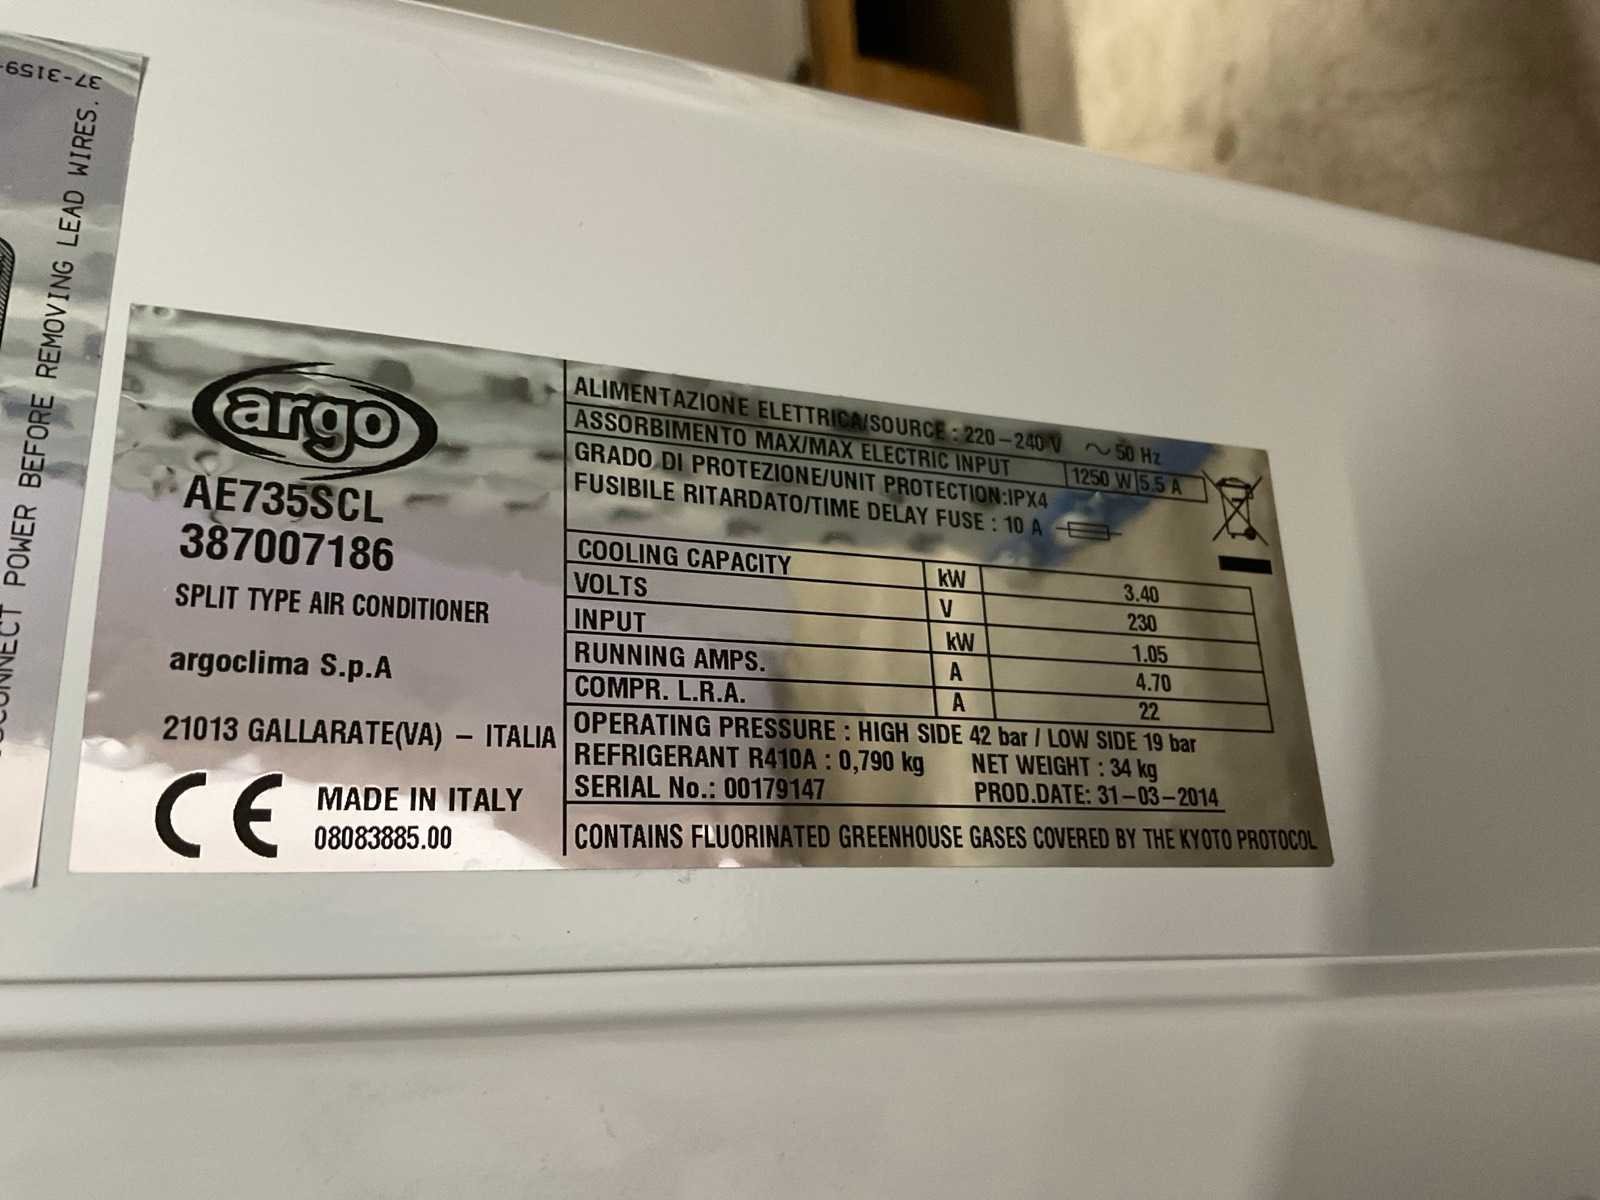 37-3159-
DISCONNECT POWER BEFORE REMOVING LEAD WIRES.
argo
AE735SCL
387007186
SPLIT TYPE AIR CONDITIONER
argoclima S.p.A
21013 GALLARATE(VA) – ITALIA
CE
MADE IN ITALY
08083885.00
ALIMENTAZIONE ELETTRICA/SOURCE : 220–240 V ~ 50 Hz
ASSORBIMENTO MAX/MAX ELECTRIC INPUT 1250 W 5.5 A
GRADO DI PROTEZIONE/UNIT PROTECTION:IPX4
FUSIBILE RITARDATO/TIME DELAY FUSE : 10 A
COOLING CAPACITY kW 3.40
VOLTS V 230
INPUT kW 1.05
RUNNING AMPS. A 4.70
COMPR. L.R.A. A 22
OPERATING PRESSURE : HIGH SIDE 42 bar / LOW SIDE 19 bar
REFRIGERANT R410A : 0,790 kg NET WEIGHT : 34 kg
SERIAL No.: 00179147 PROD.DATE: 31–03–2014
CONTAINS FLUORINATED GREENHOUSE GASES COVERED BY THE KYOTO PROTOCOL